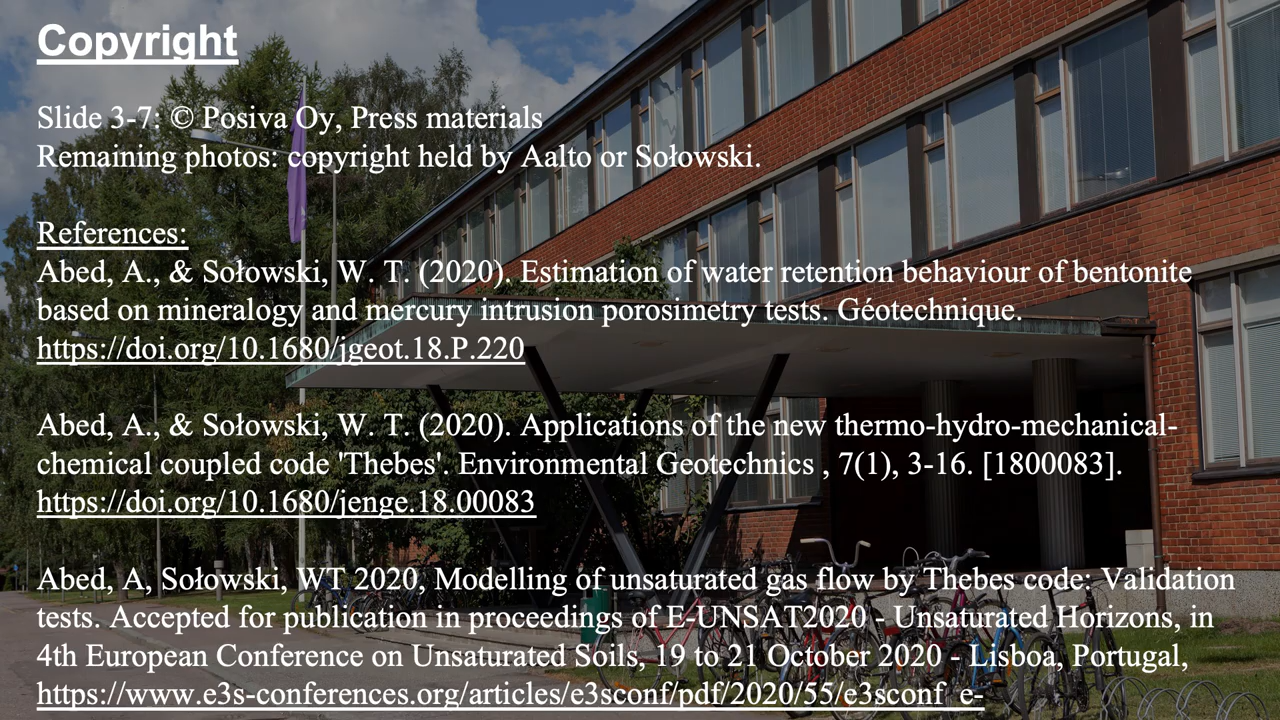 Copyright
Slide 3-7: © Posiva Oy, Press materials
Remaining photos: copyright held by Aalto or Sołowski.
References:
Abed, A., & Sołowski, W. T. (2020). Estimation of water retention behaviour of bentonite
based on mineralogy and mercury intrusion porosimetry tests. Géotechnique.
https://doi.org/10.1680/jgeot.18.P.220
Abed, A., & Sołowski, W. T. (2020). Applications of the new thermo-hydro-mechanical-
chemical coupled code 'Thebes'. Environmental Geotechnics , 7(1), 3-16. [1800083].
https://doi.org/10.1680/jenge.18.00083
Abed, A, Sołowski, WT 2020, Modelling of unsaturated gas flow by Thebes code: Validation
tests. Accepted for publication in proceedings of E-UNSAT2020 - Unsaturated Horizons, in
4th European Conference on Unsaturated Soils, 19 to 21 October 2020 - Lisboa, Portugal,
https://www.e3s-conferences.org/articles/e3sconf/pdf/2020/55/e3sconf_e-